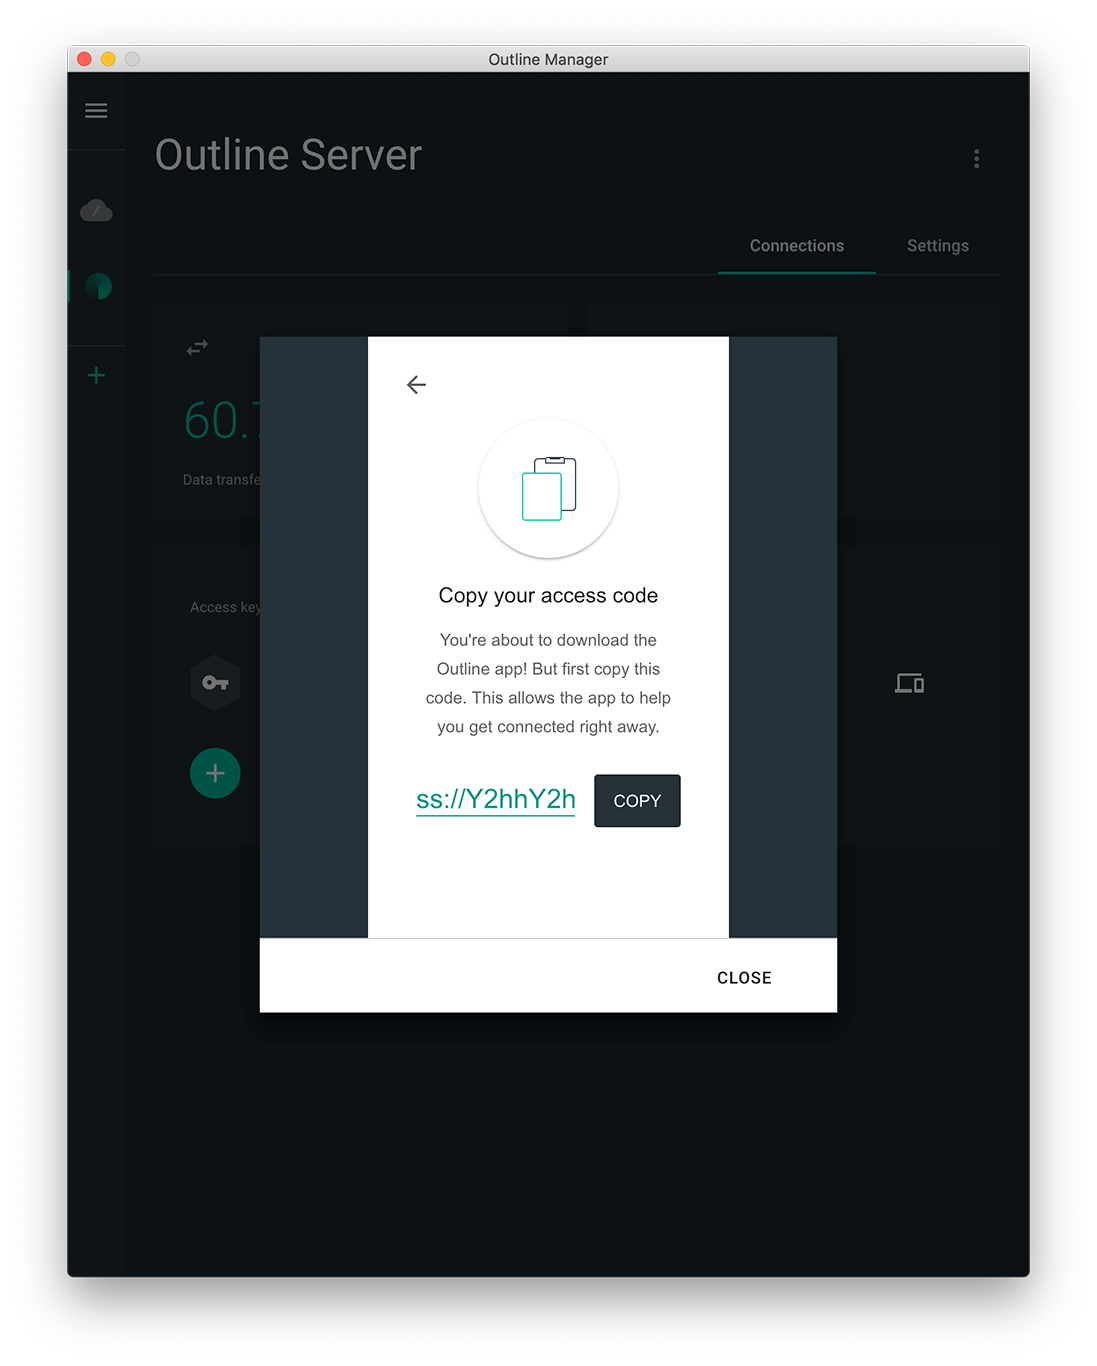 Outline Manager
Outline Server
Connections
Settings
60.
Data transfe
Access key
Copy your access code
You're about to download the
Outline app! But first copy this
code. This allows the app to help
you get connected right away.
ss://Y2hhY2h
COPY
CLOSE